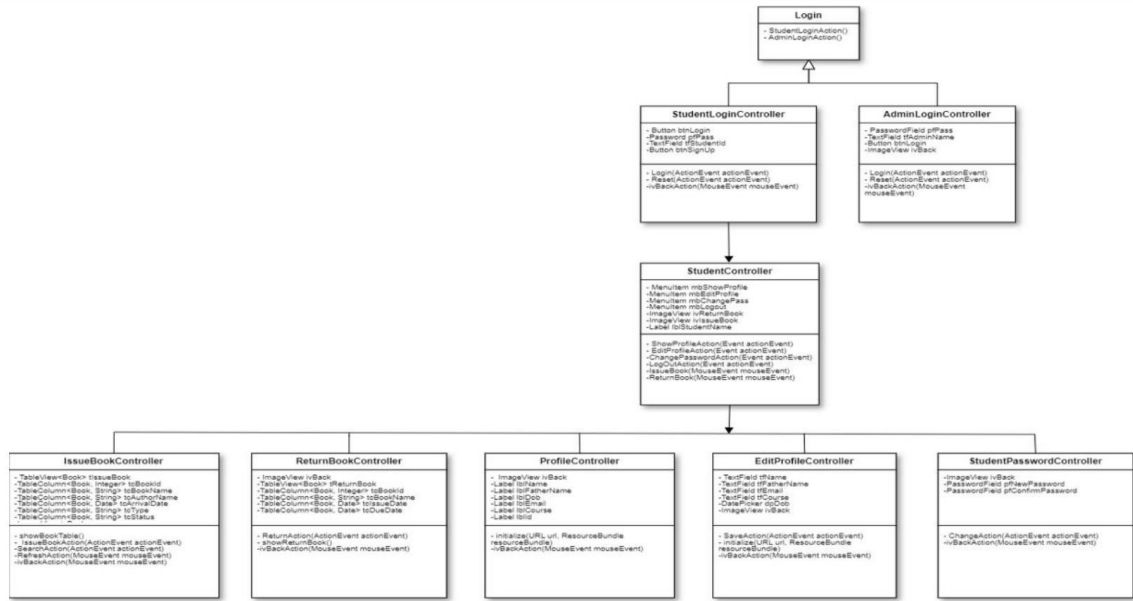 Login
- StudentLoginAction()
- AdminLoginAction()
StudentLoginController
- Button btnLogin
-Password pfPass
-TextField tfStudentId
-Button btnSignUp
- Login(ActionEvent actionEvent)
- Reset(ActionEvent actionEvent)
-ivBackAction(MouseEvent mouseEvent)
AdminLoginController
- PasswordField pfPass
-TextField tfAdminName
-Button btnLogin
-ImageView ivBack
- Login(ActionEvent actionEvent)
- Reset(ActionEvent actionEvent)
-ivBackAction(MouseEvent
mouseEvent)
StudentController
- MenuItem mbShowProfile
-MenuItem mbEditProfile
-MenuItem mbChangePass
-MenuItem mbLogout
-ImageView ivReturnBook
-ImageView ivIssueBook
-Label lblStudentName
- ShowProfileAction(Event actionEvent)
- EditProfileAction(Event actionEvent)
-ChangePasswordAction(Event actionEvent)
-LogOutAction(Event actionEvent)
-IssueBook(MouseEvent mouseEvent)
-ReturnBook(MouseEvent mouseEvent)
IssueBookController
- TableView<Book> tIssueBook
-TableColumn<Book, Integer> tcBookId
-TableColumn<Book, String> tcBookName
-TableColumn<Book, String> tcAuthorName
-TableColumn<Book, Date> tcArrivalDate
-TableColumn<Book, String> tcType
-TableColumn<Book, String> tcStatus
- showBookTable()
- IssueBookAction(ActionEvent actionEvent)
-SearchAction(ActionEvent actionEvent)
-RefreshAction(MouseEvent mouseEvent)
-ivBackAction(MouseEvent mouseEvent)
ReturnBookController
- ImageView ivBack
-TableView<Book> tReturnBook
-TableColumn<Book, Integer> tcBookId
-TableColumn<Book, String> tcBookName
-TableColumn<Book, Date> tcIssueDate
-TableColumn<Book, Date> tcDueDate
- ReturnAction(ActionEvent actionEvent)
- showReturnBook()
-ivBackAction(MouseEvent mouseEvent)
ProfileController
- ImageView ivBack
-Label lblName
-Label lblFatherName
-Label lblDob
-Label lblEmail
-Label lblCourse
-Label lblId
- initialize(URL url, ResourceBundle
resourceBundle)
-ivBackAction(MouseEvent mouseEvent)
EditProfileController
- TextField tfName
-TextField tfFatherName
-TextField tfEmail
-TextField tfCourse
-DatePicker dpDob
-ImageView ivBack
- SaveAction(ActionEvent actionEvent)
- initialize(URL url, ResourceBundle
resourceBundle)
-ivBackAction(MouseEvent mouseEvent)
StudentPasswordController
-ImageView ivBack
-PasswordField pfNewPassword
-PasswordField pfConfirmPassword
- ChangeAction(ActionEvent actionEvent)
-ivBackAction(MouseEvent mouseEvent)